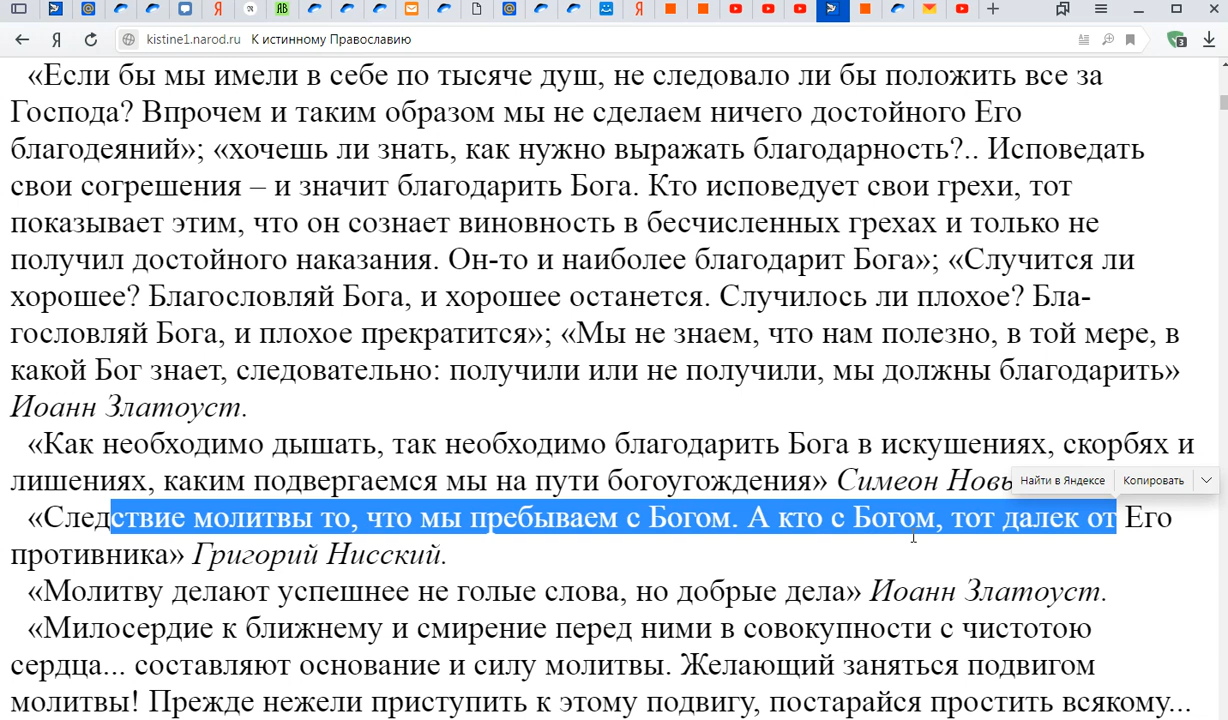 kistine1.narod.ru К истинному Православию
3
«Если бы мы имели в себе по тысяче душ, не следовало ли бы положить все за
Господа? Впрочем и таким образом мы не сделаем ничего достойного Его
благодеяний»; «хочешь ли знать, как нужно выражать благодарность?.. Исповедать
свои согрешения – и значит благодарить Бога. Кто исповедует свои грехи, тот
показывает этим, что он сознает виновность в бесчисленных грехах и только не
получил достойного наказания. Он-то и наиболее благодарит Бога»; «Случится ли
хорошее? Благословляй Бога, и хорошее останется. Случилось ли плохое? Бла-
гословляй Бога, и плохое прекратится»; «Мы не знаем, что нам полезно, в той мере, в
какой Бог знает, следовательно: получили или не получили, мы должны благодарить»
Иоанн Златоуст.
«Как необходимо дышать, так необходимо благодарить Бога в искушениях, скорбях и
лишениях, каким подвергаемся мы на пути богоугождения» Симеон Новы
Найти в Яндексе Копировать
«Следствие молитвы то, что мы пребываем с Богом. А кто с Богом, тот далек от Его
противника» Григорий Нисский.
«Молитву делают успешнее не голые слова, но добрые дела» Иоанн Златоуст.
«Милосердие к ближнему и смирение перед ними в совокупности с чистотою
сердца... составляют основание и силу молитвы. Желающий заняться подвигом
молитвы! Прежде нежели приступить к этому подвигу, постарайся простить всякому...